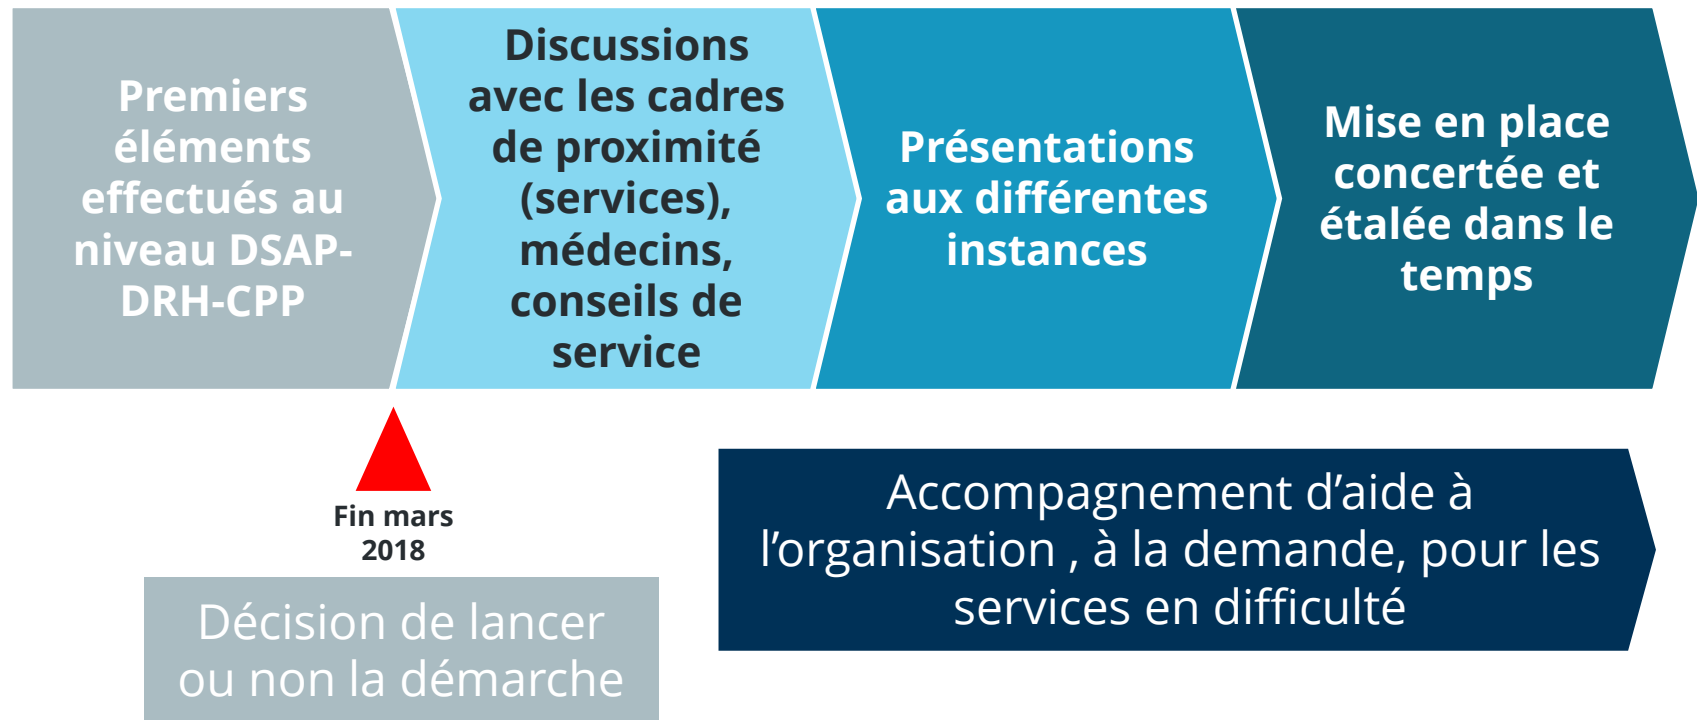 Premiers
éléments
effectués au
niveau DSAP-
DRH-CPP
Discussions
avec les cadres
de proximité
(services),
médecins,
conseils de
service
Présentations
aux différentes
instances
Mise en place
concertée et
étalée dans le
temps
Fin mars
2018
Décision de lancer
ou non la démarche
Accompagnement d’aide à
l’organisation , à la demande, pour les
services en difficulté